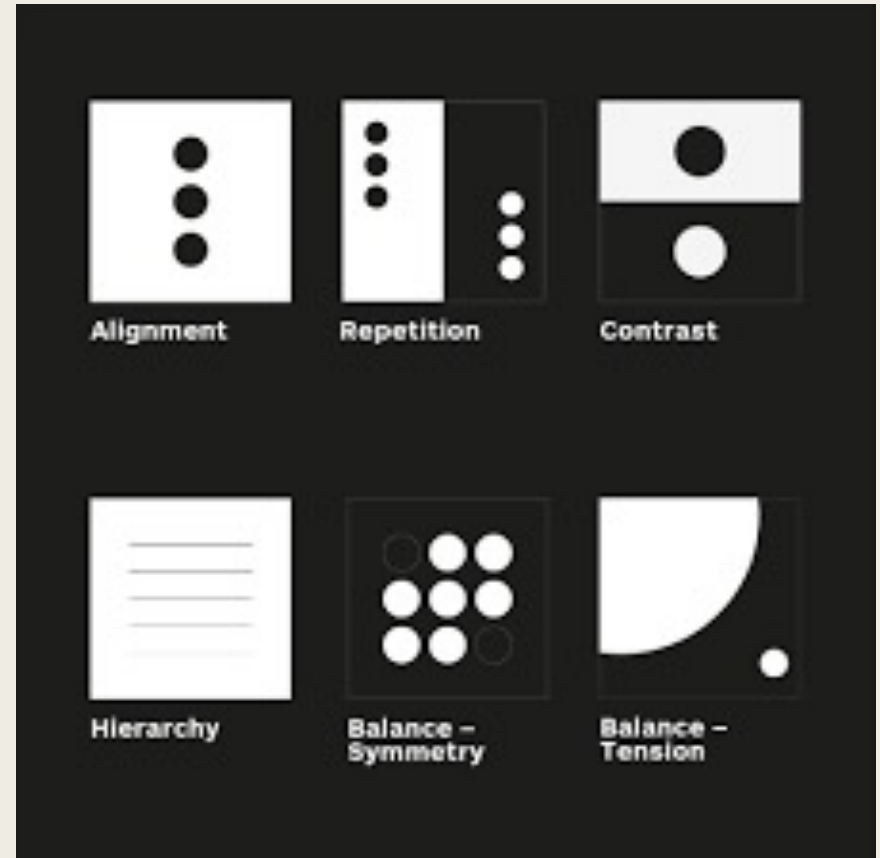 Alignment
Repetition
Contrast
Hierarchy
Balance –
Symmetry
Balance –
Tension